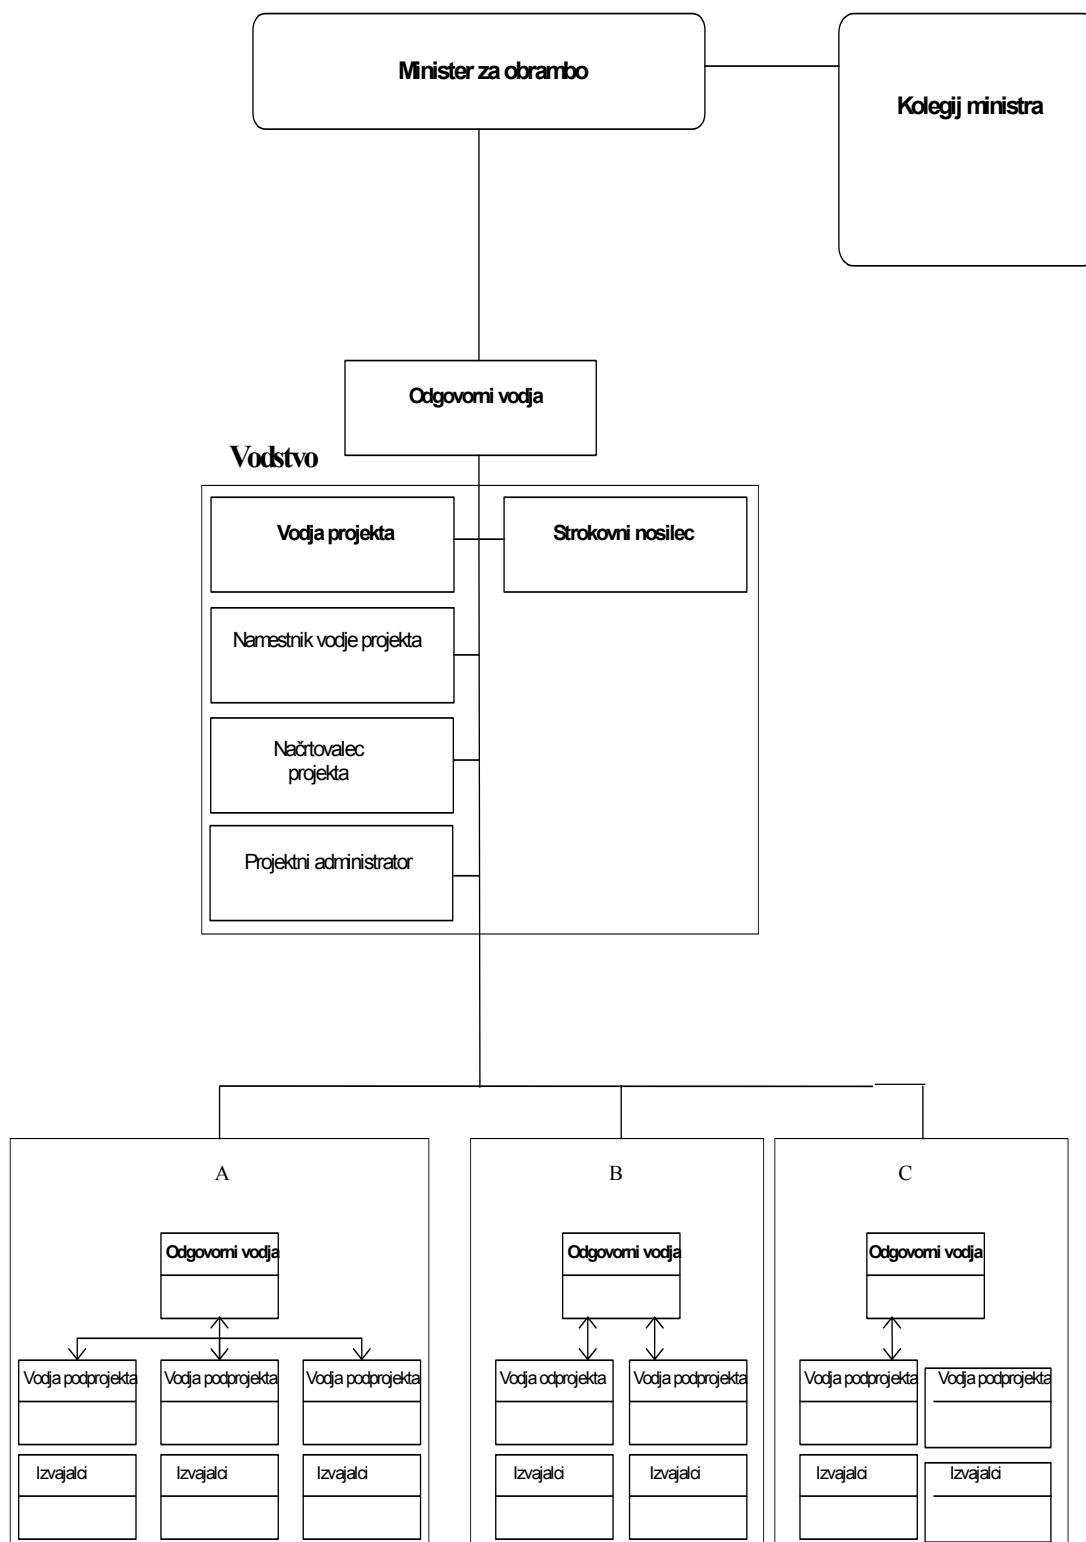 Minister za obrambo
Kolegij ministra
Odgovorni vodja
Vodstvo
Vodja projekta
Strokovni nosilec
Namestnik vodje projekta
Načrtovalec
projekta
Projektni administrator
A
B
C
Odgovorni vodja
Odgovorni vodja
Odgovorni vodja
Vodja podprojekta
Vodja podprojekta
Vodja podprojekta
Vodja odprojekta
Vodja podprojekta
Vodja podprojekta
Vodja podprojekta
Izvajalci
Izvajalci
Izvajalci
Izvajalci
Izvajalci
Izvajalci
Izvajalci